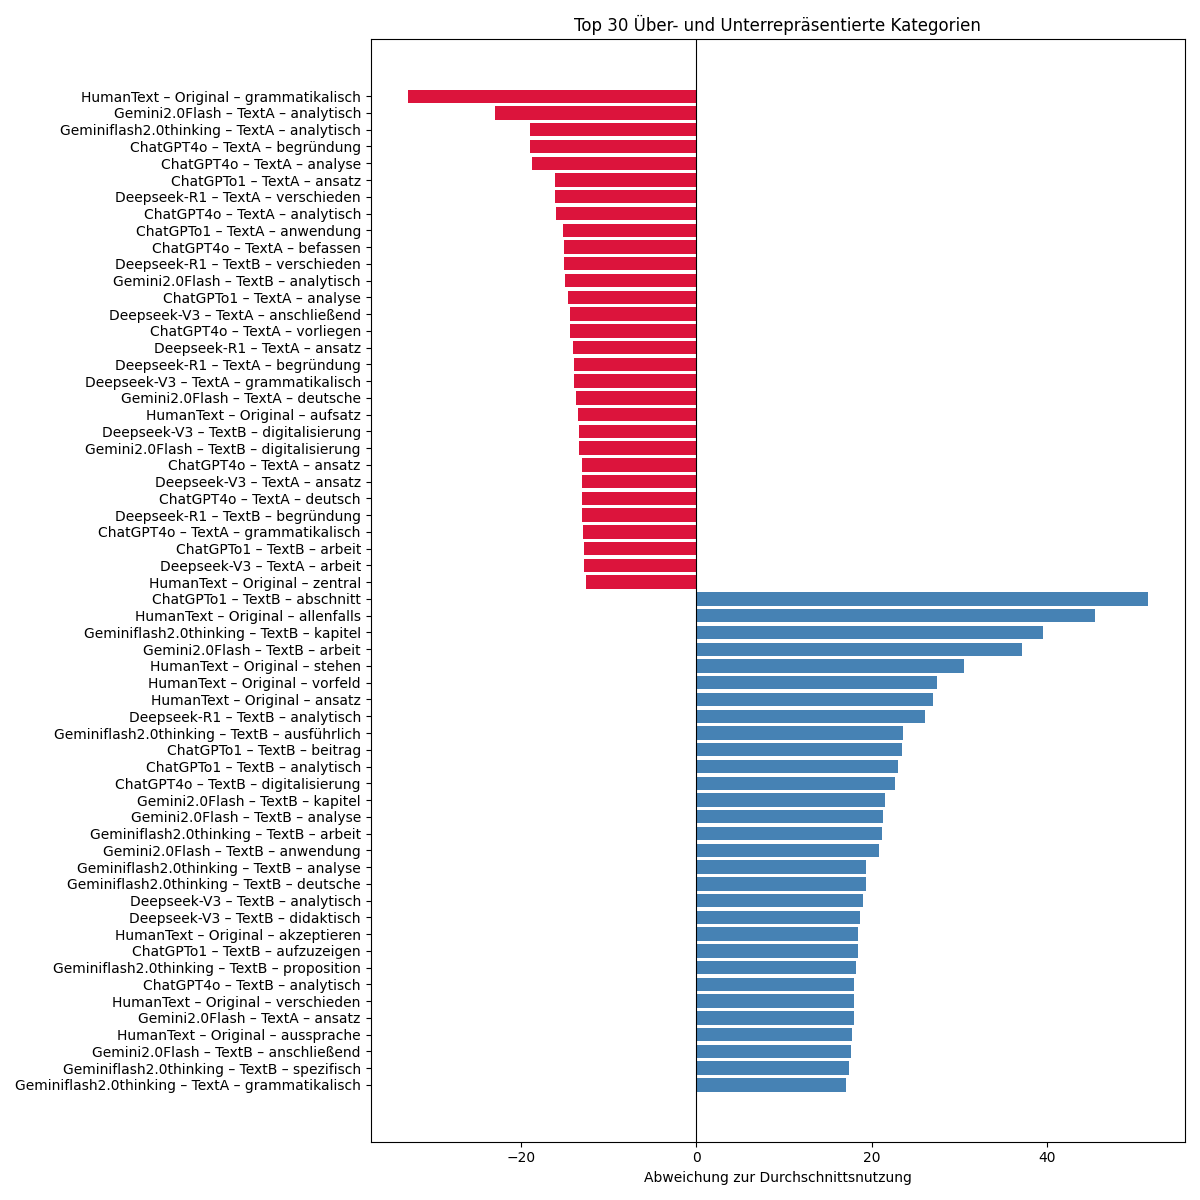 Top 30 Über- und Unterrepräsentierte Kategorien
HumanText – Original – grammatikalisch
Gemini2.0Flash – TextA – analytisch
Geminiflash2.0thinking – TextA – analytisch
ChatGPT4o – TextA – begründung
ChatGPT4o – TextA – analyse
ChatGPTo1 – TextA – ansatz
Deepseek-R1 – TextA – verschieden
ChatGPT4o – TextA – analytisch
ChatGPTo1 – TextA – anwendung
ChatGPT4o – TextA – befassen
Deepseek-R1 – TextB – verschieden
Gemini2.0Flash – TextB – analytisch
ChatGPTo1 – TextA – analyse
Deepseek-V3 – TextA – anschließend
ChatGPT4o – TextA – vorliegen
Deepseek-R1 – TextA – ansatz
Deepseek-R1 – TextA – begründung
Deepseek-V3 – TextA – grammatikalisch
Gemini2.0Flash – TextA – deutsche
HumanText – Original – aufsatz
Deepseek-V3 – TextB – digitalisierung
Gemini2.0Flash – TextB – digitalisierung
ChatGPT4o – TextA – ansatz
Deepseek-V3 – TextA – ansatz
ChatGPT4o – TextA – deutsch
Deepseek-R1 – TextB – begründung
ChatGPT4o – TextA – grammatikalisch
ChatGPTo1 – TextB – arbeit
Deepseek-V3 – TextA – arbeit
HumanText – Original – zentral
ChatGPTo1 – TextB – abschnitt
HumanText – Original – allenfalls
Geminiflash2.0thinking – TextB – kapitel
Gemini2.0Flash – TextB – arbeit
HumanText – Original – stehen
HumanText – Original – vorfeld
HumanText – Original – ansatz
Deepseek-R1 – TextB – analytisch
Geminiflash2.0thinking – TextB – ausführlich
ChatGPTo1 – TextB – beitrag
ChatGPTo1 – TextB – analytisch
ChatGPT4o – TextB – digitalisierung
Gemini2.0Flash – TextB – kapitel
Gemini2.0Flash – TextB – analyse
Geminiflash2.0thinking – TextB – arbeit
Gemini2.0Flash – TextB – anwendung
Geminiflash2.0thinking – TextB – analyse
Geminiflash2.0thinking – TextB – deutsche
Deepseek-V3 – TextB – analytisch
Deepseek-V3 – TextB – didaktisch
HumanText – Original – akzeptieren
ChatGPTo1 – TextB – aufzuzeigen
Geminiflash2.0thinking – TextB – proposition
ChatGPT4o – TextB – analytisch
HumanText – Original – verschieden
Gemini2.0Flash – TextA – ansatz
HumanText – Original – aussprache
Gemini2.0Flash – TextB – anschließend
Geminiflash2.0thinking – TextB – spezifisch
Geminiflash2.0thinking – TextA – grammatikalisch
−20 0 20 40
Abweichung zur Durchschnittsnutzung